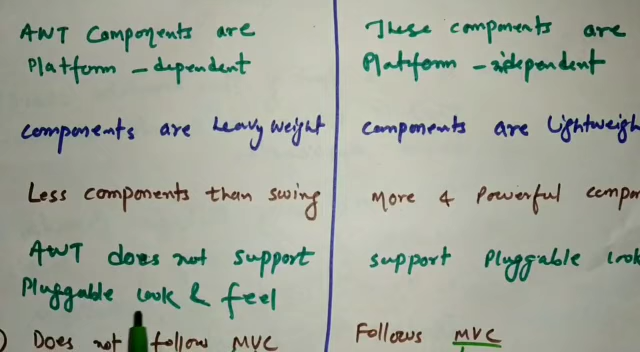 AWT Components are
Platform - dependent
components are heavy weight
Less components than swing
AWT does not support
Pluggable look & feel
Does not follow MVC
These components are
Platform - independent
components are lightweigh
More & Powerful compo
support Pluggable look
Follows MVC